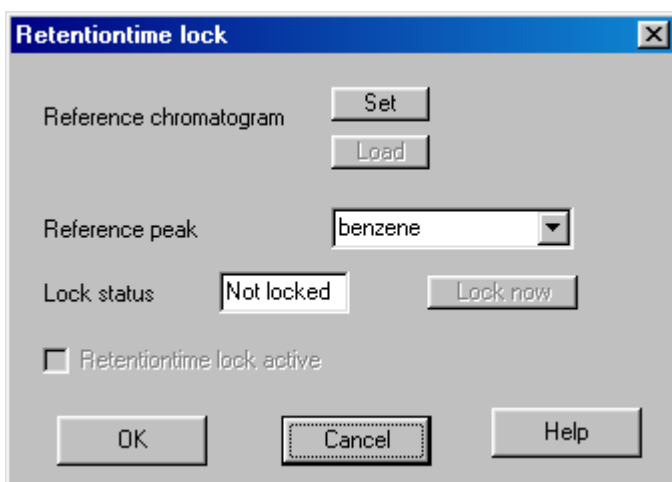 Retentiontime lock
Reference chromatogram
Set
Load
Reference peak
benzene
Lock status
Not locked
Lock now
Retentiontime lock active
OK
Cancel
Help